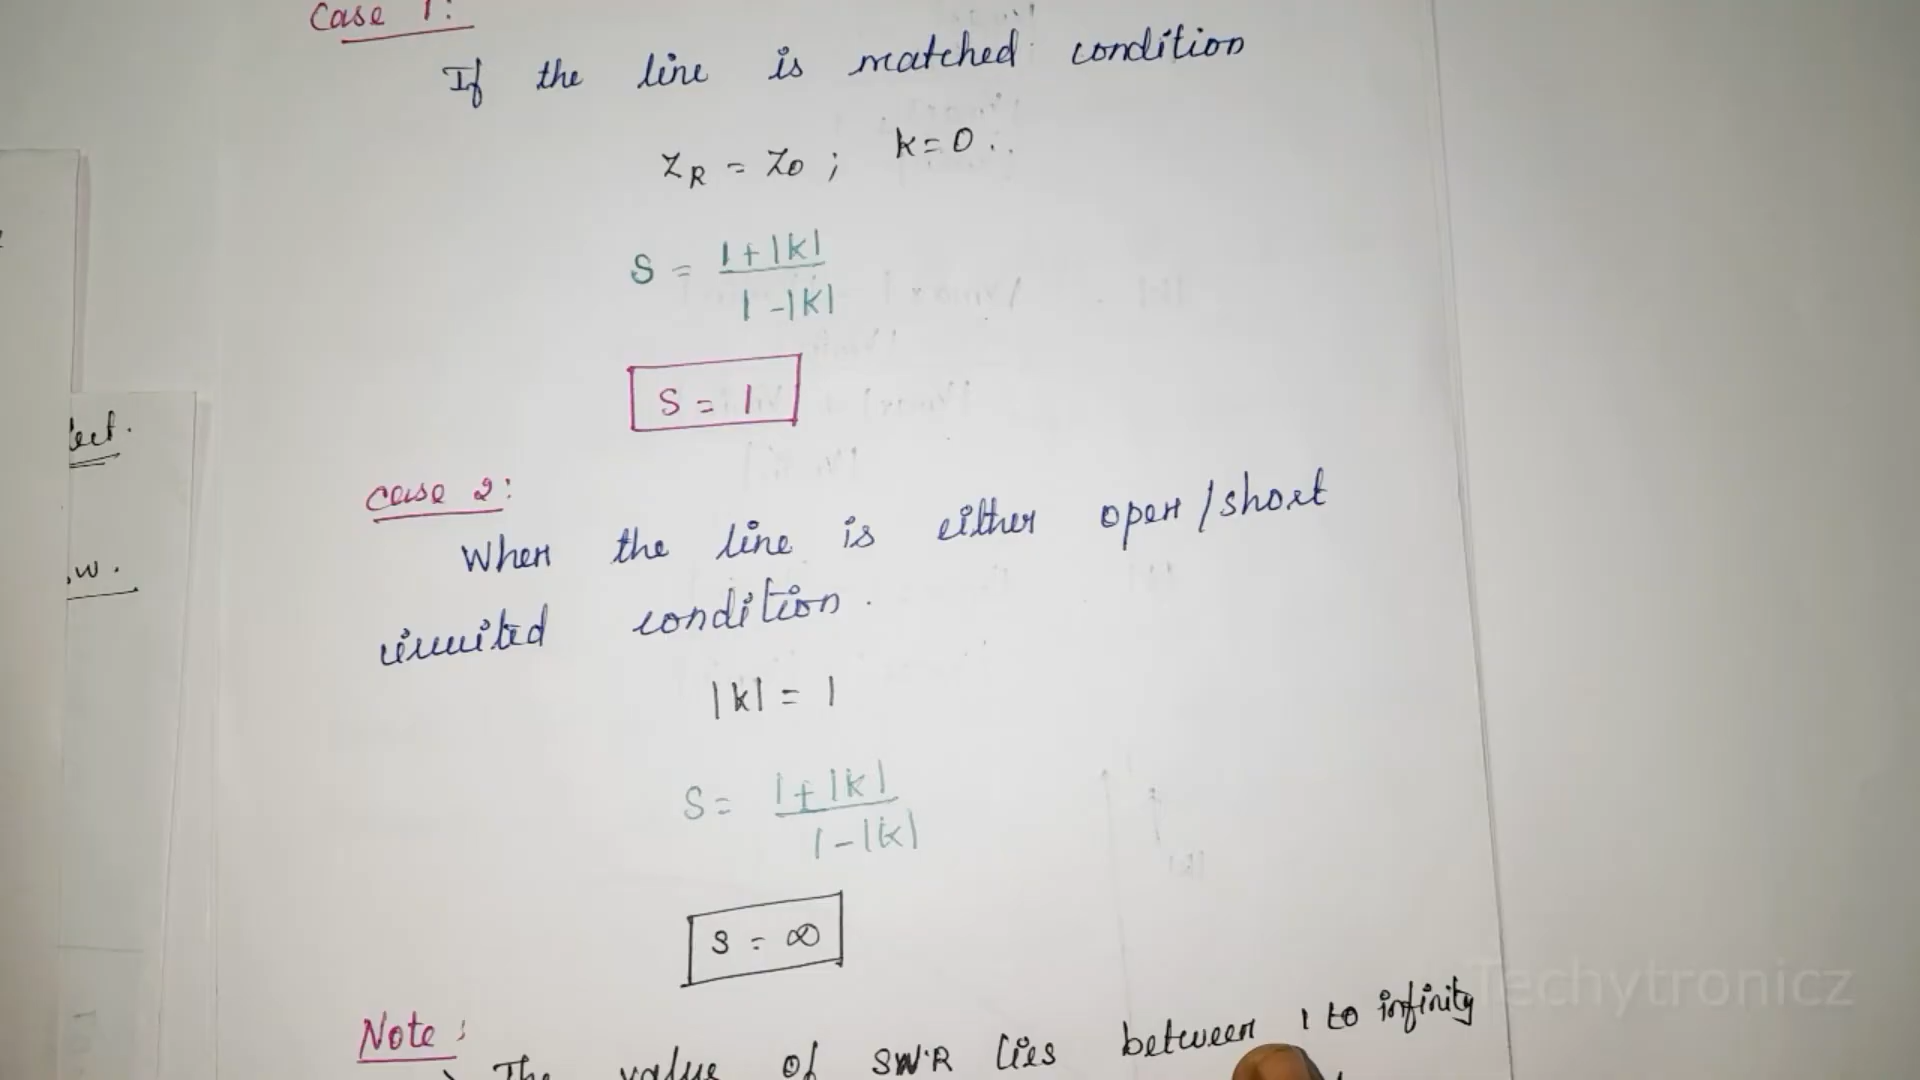 Case 1:
If the line is matched condition
ZR = Z0 ; k=0.
S = 1+|k|
1-|k|
S = 1
Case 2:
When the line is either open/short
circuited condition.
|k| = 1
S = 1+|k|
1-|k|
S = ∞
Note:
The value of SWR lies between 1 to infinity
Techytronicz